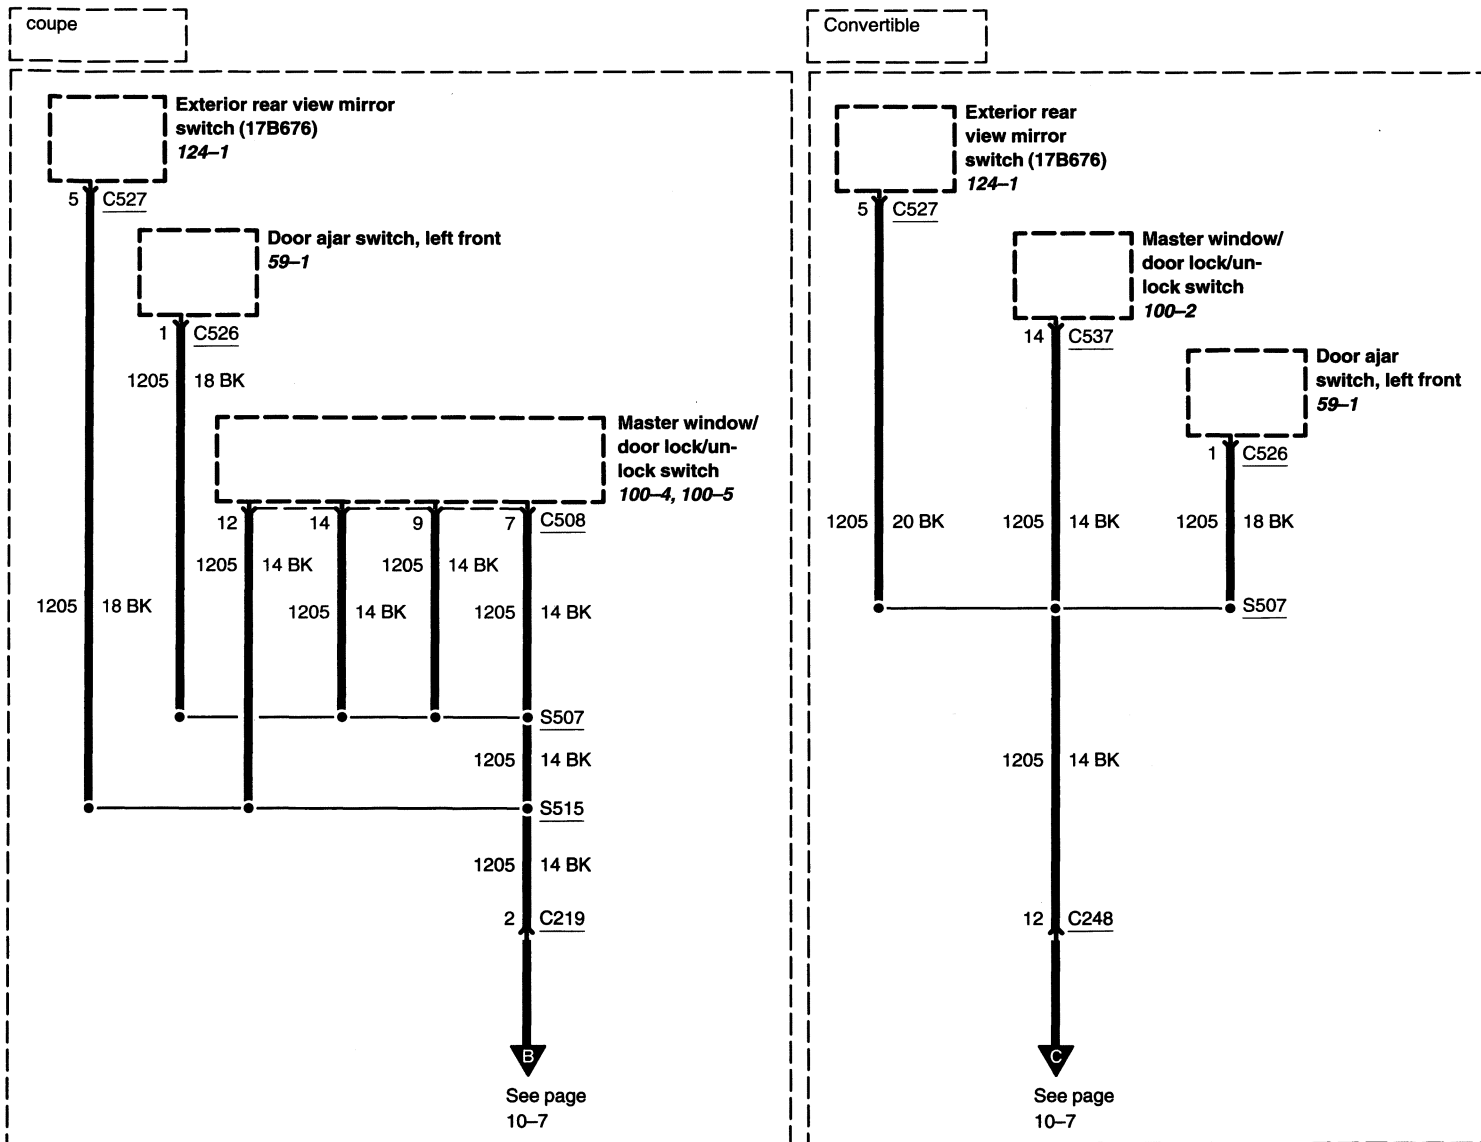 coupe
Exterior rear view mirror
switch (17B676)
124–1
5 C527
Door ajar switch, left front
59–1
1 C526
1205 18 BK
Master window/
door lock/un-
lock switch
100–4, 100–5
12 14 9 7 C508
1205 14 BK 1205 14 BK
1205 18 BK 1205 14 BK 1205 14 BK
S507
1205 14 BK
S515
1205 14 BK
2 C219
B
See page
10–7
Convertible
Exterior rear
view mirror
switch (17B676)
124–1
5 C527
Master window/
door lock/un-
lock switch
100–2
14 C537
Door ajar
switch, left front
59–1
1 C526
1205 20 BK 1205 14 BK 1205 18 BK
S507
1205 14 BK
12 C248
C
See page
10–7